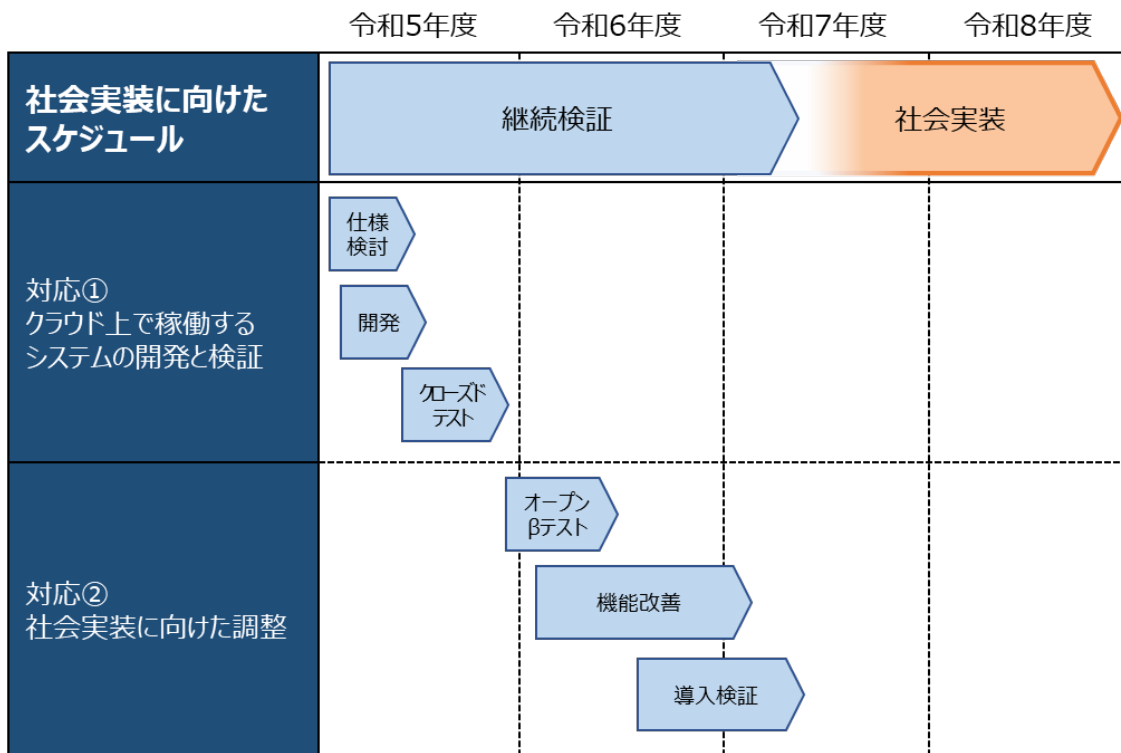 令和5年度
令和6年度
令和7年度
令和8年度
社会実装に向けた
スケジュール
継続検証
社会実装
対応①
クラウド上で稼働する
システムの開発と検証
仕様
検討
開発
クローズド
テスト
対応②
社会実装に向けた調整
オープン
βテスト
機能改善
導入検証